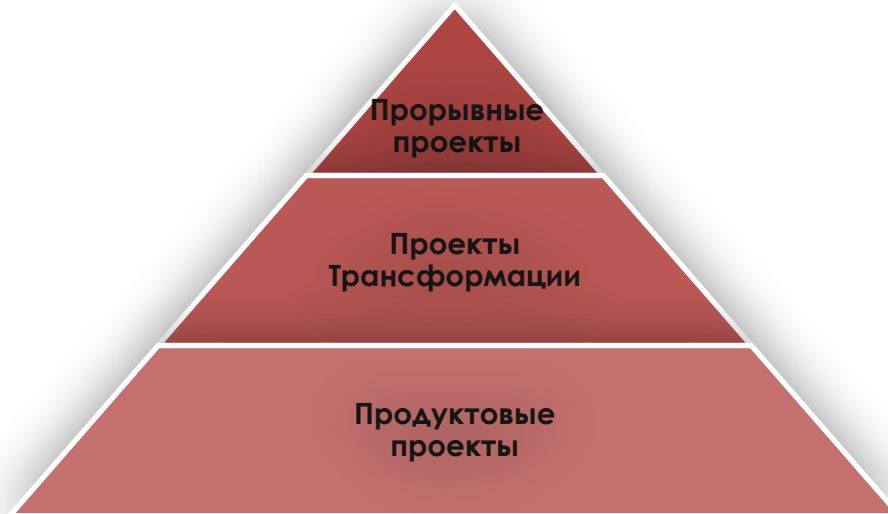 Прорывные
проекты
Проекты
Трансформации
Продуктовые
проекты